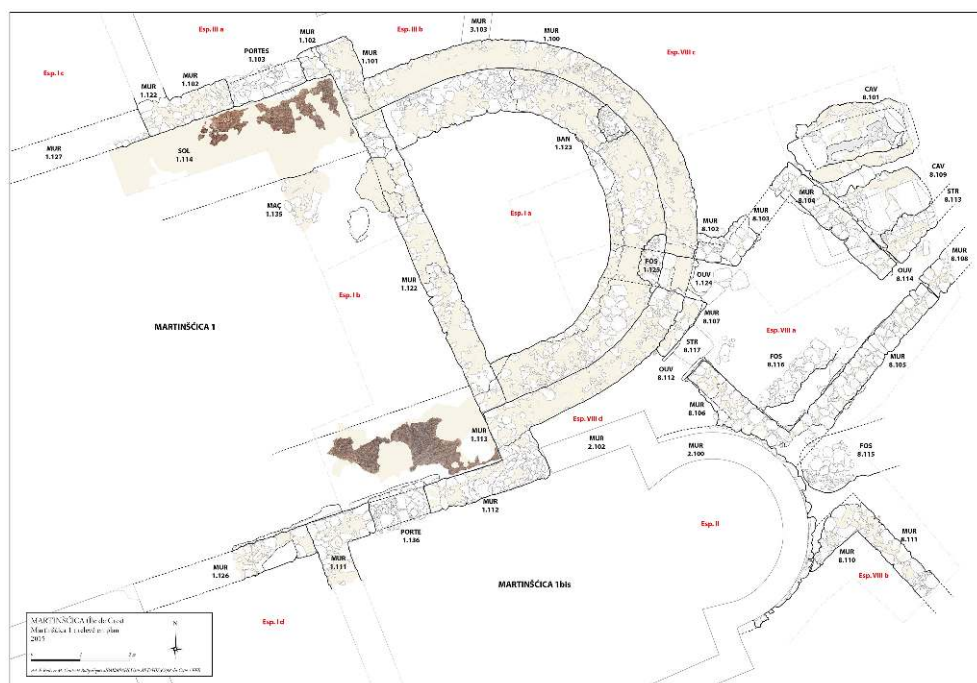 Esp. III a
Esp. III b
MUR
3.103
MUR
1.100
Esp. VIII c
MUR
1.102
PORTES
1.103
MUR
1.101
Esp. I c
MUR
1.102
MUR
1.122
CAV
8.101
MUR
1.127
SOL
1.114
BAN
1.123
CAV
8.109
MUR
8.104
STR
8.113
MAÇ
Esp. I a
MUR
8.103
MUR
8.102
MUR
8.108
FOS
OUV
8.114
OUV
1.124
MUR
1.122
Esp. I b
MUR
8.107
MARTINŠĆICA 1
Esp. VIII a
STR
8.117
FOS
8.116
MUR
8.105
OUV
8.112
MUR
8.106
Esp. VIII d
MUR
1.113
MUR
2.102
MUR
2.100
FOS
8.115
MUR
1.112
PORTE
1.136
Esp. II
MUR
8.111
MUR
8.110
MUR
1.111
MUR
1.126
Esp. VIII b
MARTINŠĆICA 1bis
Esp. I d
MARTINŠĆICA
2015
N